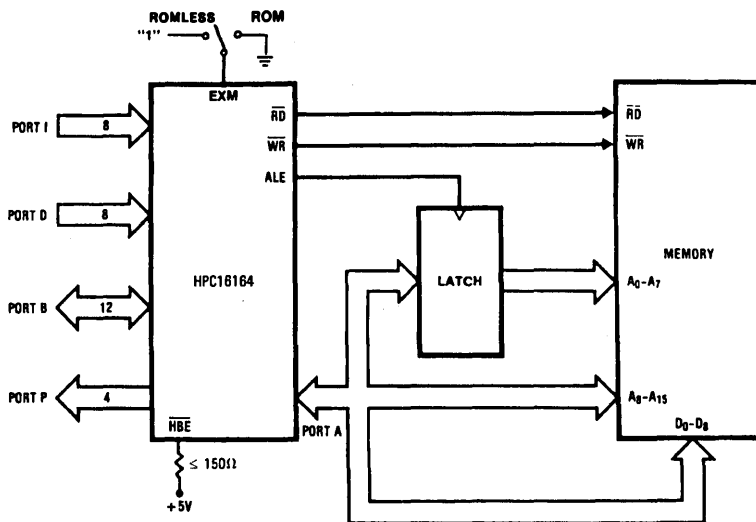 ROMLESS ROM
"1"
EXM
RD
WR
ALE
PORT I
8
PORT D
8
HPC16164
PORT B
12
PORT P
4
HBE
PORT A
≤ 150Ω
+5V
LATCH
RD
WR
MEMORY
A0-A7
A8-A15
D0-D8